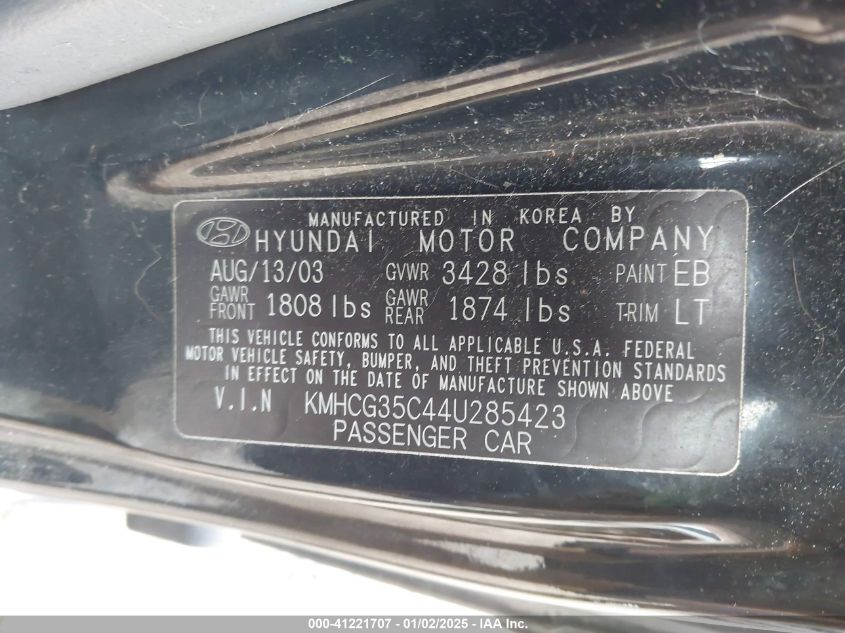 MANUFACTURED IN KOREA BY
HYUNDAI MOTOR COMPANY
AUG/13/03 GVWR 3428 lbs PAINT EB
GAWR FRONT 1808 lbs GAWR REAR 1874 lbs TRIM LT
THIS VEHICLE CONFORMS TO ALL APPLICABLE U.S.A. FEDERAL
MOTOR VEHICLE SAFETY, BUMPER, AND THEFT PREVENTION STANDARDS
IN EFFECT ON THE DATE OF MANUFACTURE SHOWN ABOVE
V.I.N KMHCG35C44U285423
PASSENGER CAR
000-41221707 - 01/02/2025 - IAA Inc.